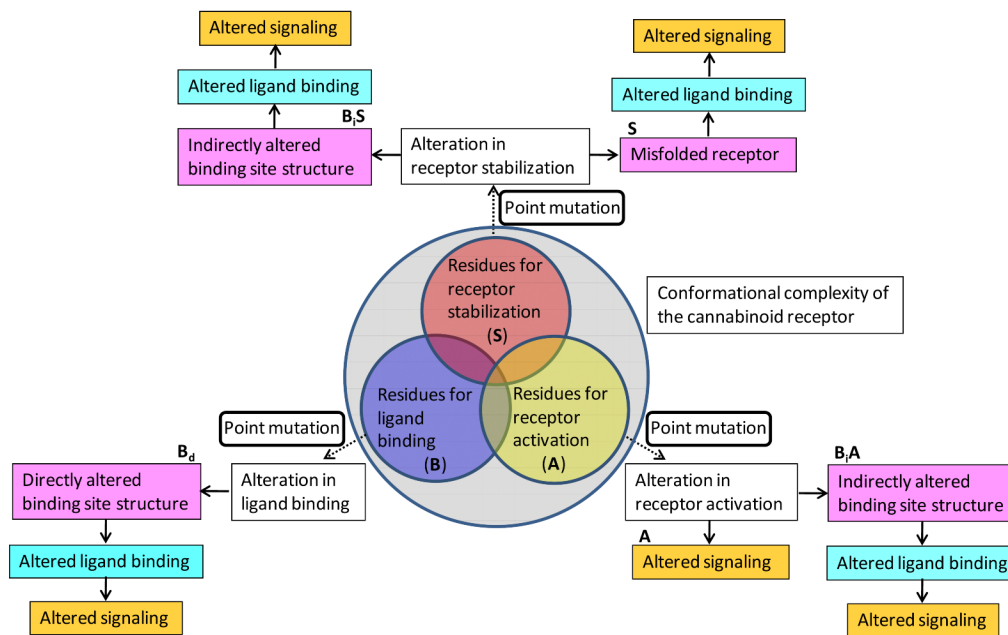 Altered signaling
Altered signaling
Altered ligand binding
Altered ligand binding
BiS
S
Indirectly altered
binding site structure
Alteration in
receptor stabilization
Misfolded receptor
Point mutation
Residues for
receptor
stabilization
(S)
Conformational complexity of
the cannabinoid receptor
Residues for
ligand
binding
(B)
Residues for
receptor
activation
(A)
Point mutation
Point mutation
Bd
Directly altered
binding site structure
Alteration in
ligand binding
Alteration in
receptor activation
BiA
Indirectly altered
binding site structure
A
Altered signaling
Altered ligand binding
Altered ligand binding
Altered signaling
Altered signaling